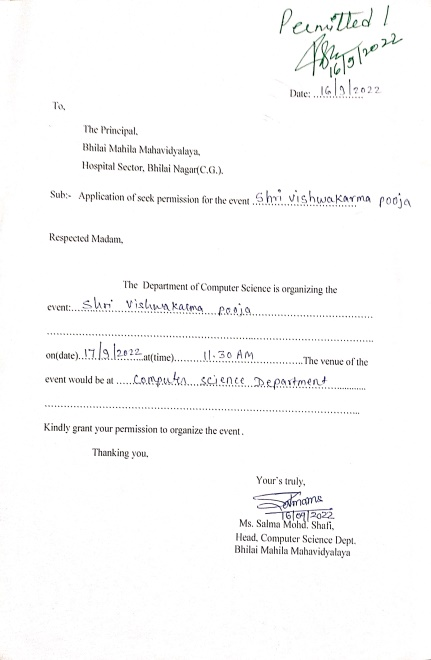 Permitted!
16/9/2022
Date: 16/9/2022
To,
The Principal,
Bhilai Mahila Mahavidyalaya,
Hospital Sector, Bhilai Nagar(C.G.).
Sub:- Application of seek permission for the event Shri Vishwakarma pooja
Respected Madam,
The Department of Computer Science is organizing the
event: Shri Vishwakarma pooja
on(date) 17/9/2022 at(time) 11.30 AM The venue of the
event would be at Computer science Department
Kindly grant your permission to organize the event.
Thanking you,
Your's truly,
16/09/2022
Ms. Salma Mohd. Shafi,
Head, Computer Science Dept.
Bhilai Mahila Mahavidyalaya